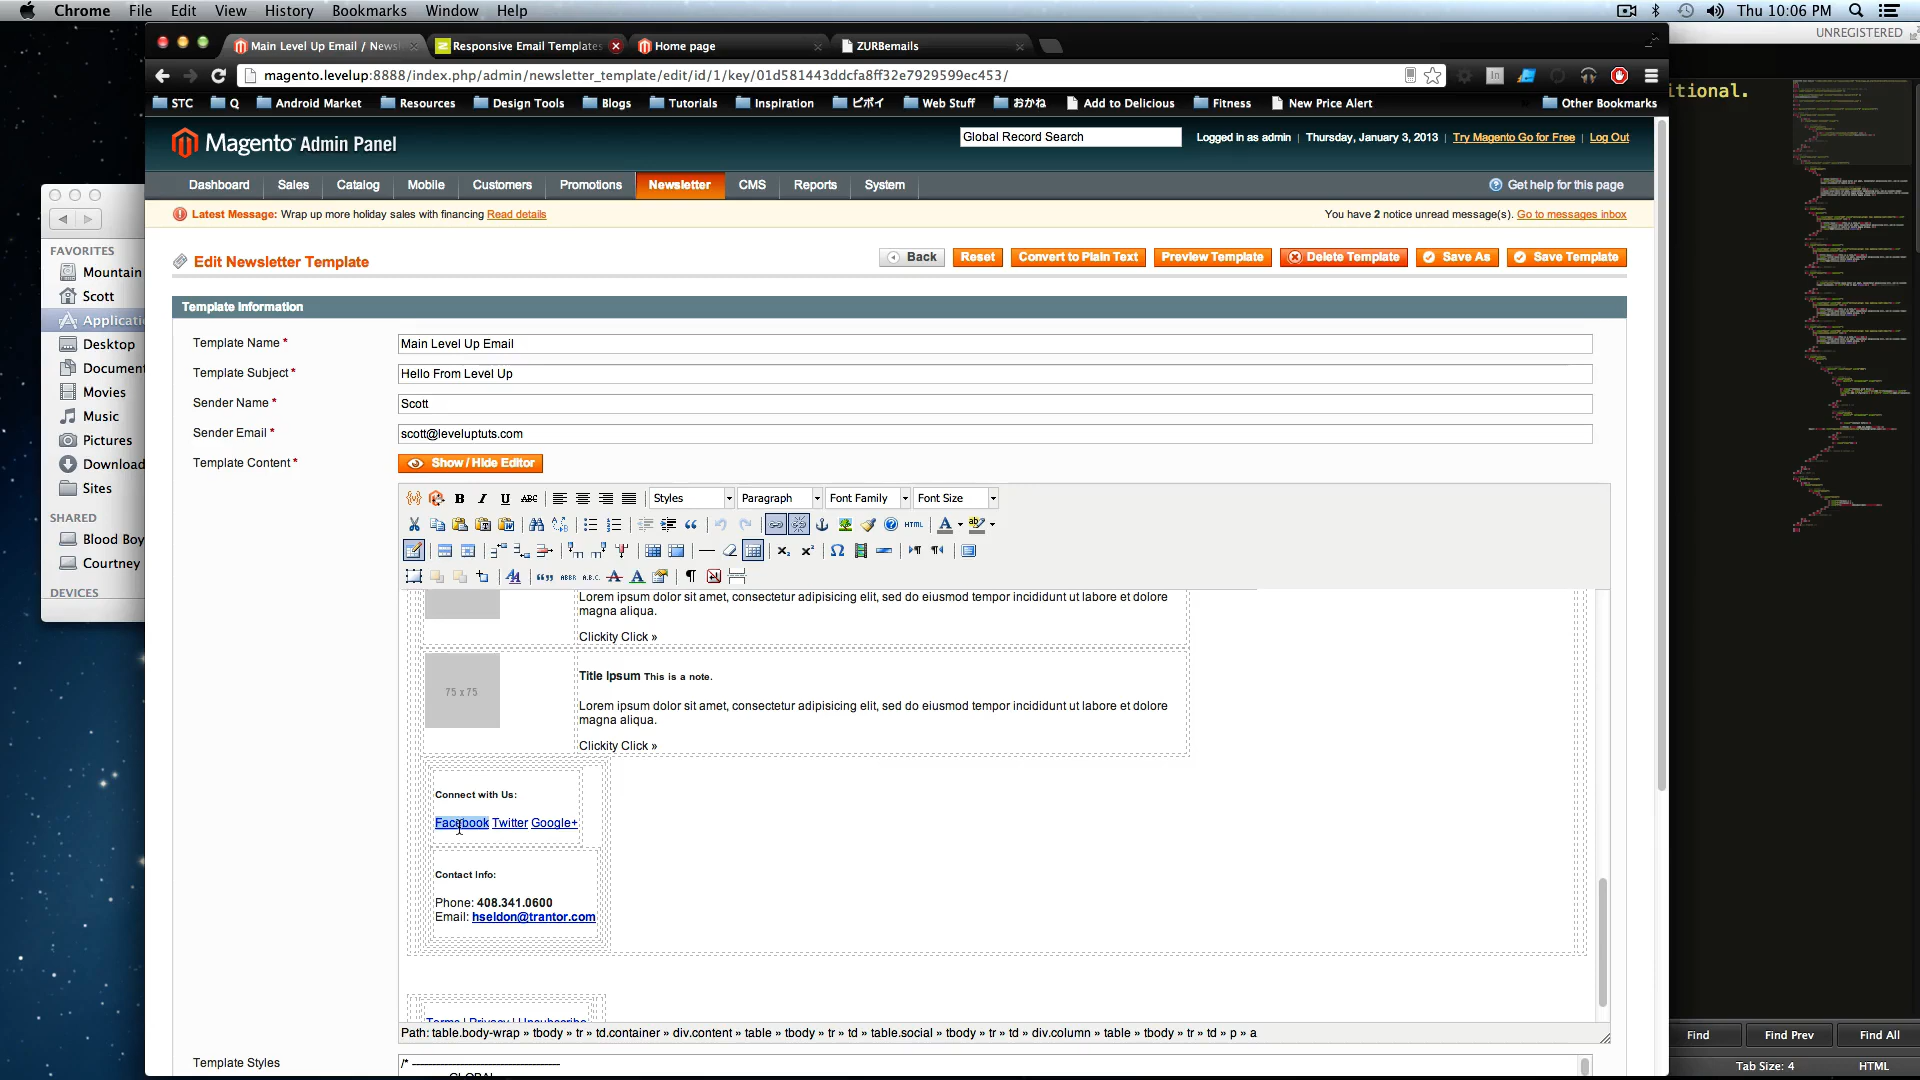 Chrome File Edit View History Bookmarks Window Help
Thu 10:06 PM
UNREGISTERED
Main Level Up Email / News
Responsive Email Templates
Home page
ZURBemails
magento.levelup:8888/index.php/admin/newsletter_template/edit/id/1/key/01d581443ddcfa8ff32e7929599ec453/
STC Q Android Market Resources Design Tools Blogs Tutorials Inspiration ビボイ Web Stuff おかね Add to Delicious Fitness New Price Alert Other Bookmarks
itional.
Magento Admin Panel
Global Record Search
Logged in as admin | Thursday, January 3, 2013 | Try Magento Go for Free | Log Out
Dashboard Sales Catalog Mobile Customers Promotions Newsletter CMS Reports System
Get help for this page
Latest Message: Wrap up more holiday sales with financing Read details
You have 2 notice unread message(s). Go to messages inbox
FAVORITES
Mountain
Scott
Applicati
Desktop
Documen
Movies
Music
Pictures
Download
Sites
SHARED
Blood Boy
Courtney
DEVICES
Edit Newsletter Template
Back Reset Convert to Plain Text Preview Template Delete Template Save As Save Template
Template Information
Template Name * Main Level Up Email
Template Subject * Hello From Level Up
Sender Name * Scott
Sender Email * scott@leveluptuts.com
Template Content * Show / Hide Editor
B I U ABC Styles Paragraph Font Family Font Size
HTML
Lorem ipsum dolor sit amet, consectetur adipisicing elit, sed do eiusmod tempor incididunt ut labore et dolore
magna aliqua.
Clickity Click »
75 x 75
Title Ipsum This is a note.
Lorem ipsum dolor sit amet, consectetur adipisicing elit, sed do eiusmod tempor incididunt ut labore et dolore
magna aliqua.
Clickity Click »
Connect with Us:
Facebook Twitter Google+
Contact Info:
Phone: 408.341.0600
Email: hseldon@trantor.com
Terms | Privacy | Unsubscribe
Path: table.body-wrap » tbody » tr » td.container » div.content » table » tbody » tr » td » table.social » tbody » tr » td » div.column » table » tbody » tr » td » p » a
Template Styles
/* -------------------------------------
GLOBAL
Find Find Prev Find All
Tab Size: 4 HTML